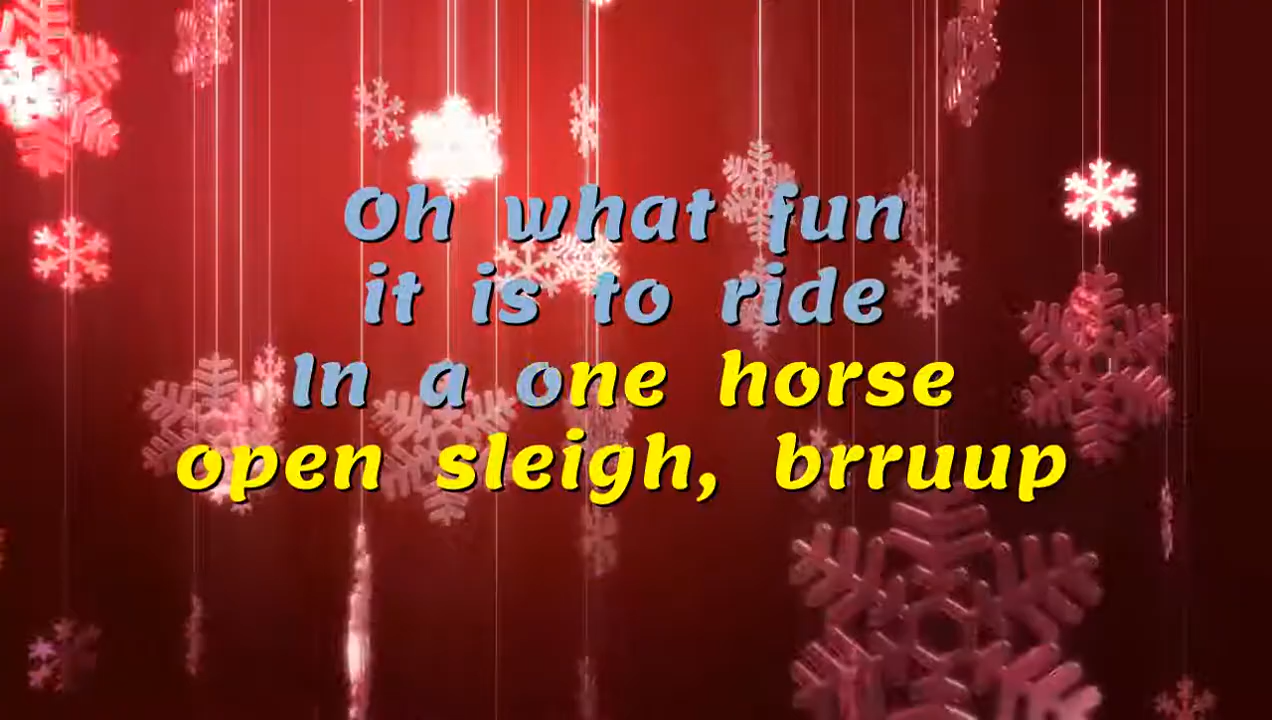 Oh what fun
it is to ride
In a one horse
open sleigh, brruup